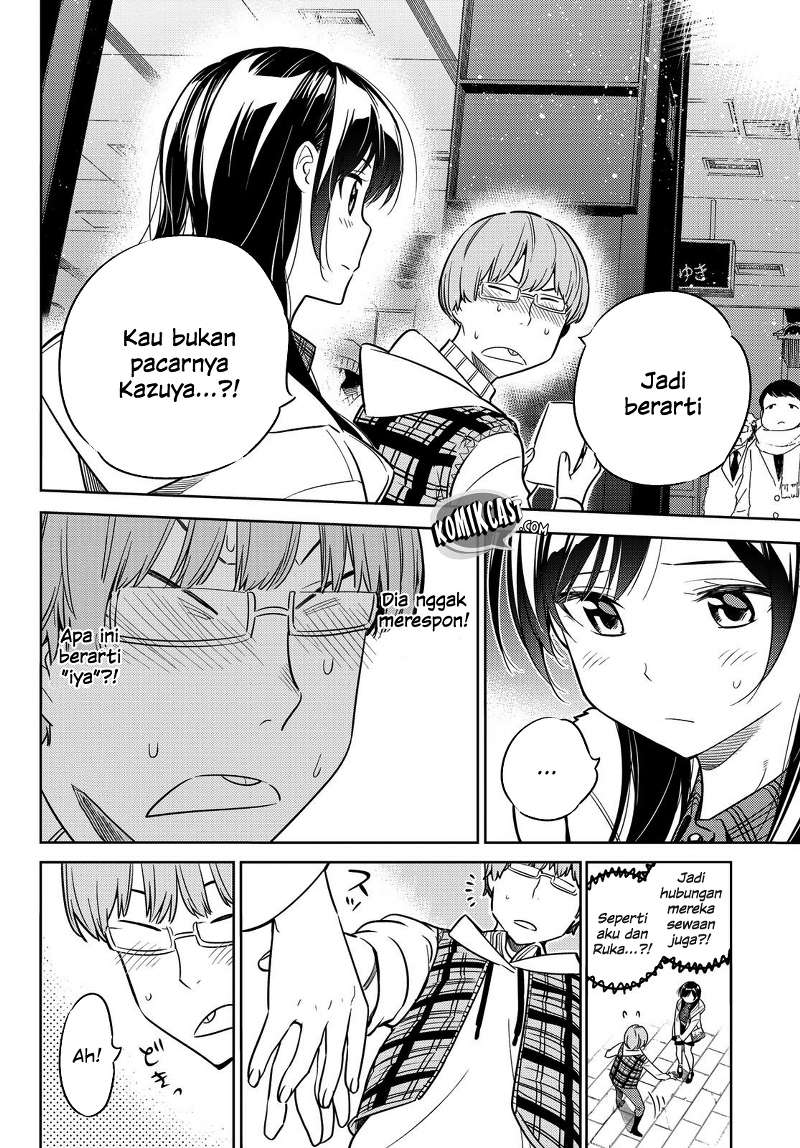 Jadi
berarti
Kau bukan
pacarnya
Kazuya...?!
ゆき
KOMIKCAST
.COM
...
Dia nggak
merespon!
Apa ini
berarti
"iya"?!
Jadi
hubungan
mereka
sewaan
juga?!
Seperti
aku dan
Ruka...?!
Ah!
どきっ